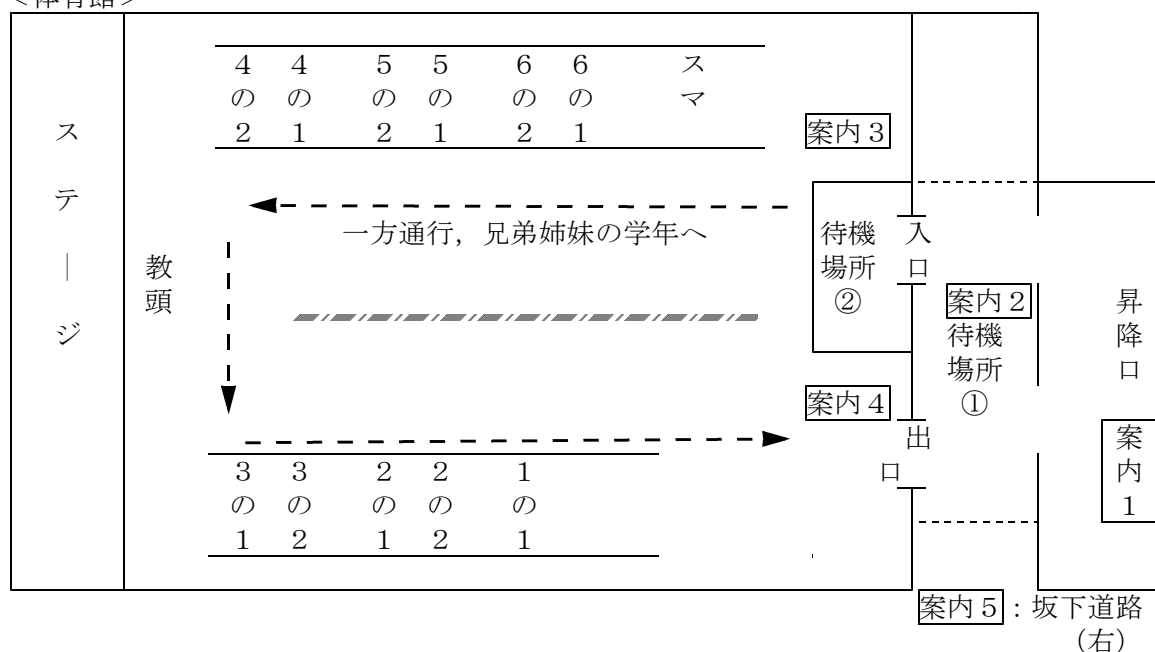 <体育館>
ステージ
教頭
4の2
4の1
5の2
5の1
6の2
6の1
スマ
案内3
一方通行,兄弟姉妹の学年へ
待機場所②
入口
案内2
待機場所①
昇降口
案内4
出口
案内1
3の1
3の2
2の1
2の2
1の1
案内5:坂下道路
(右)